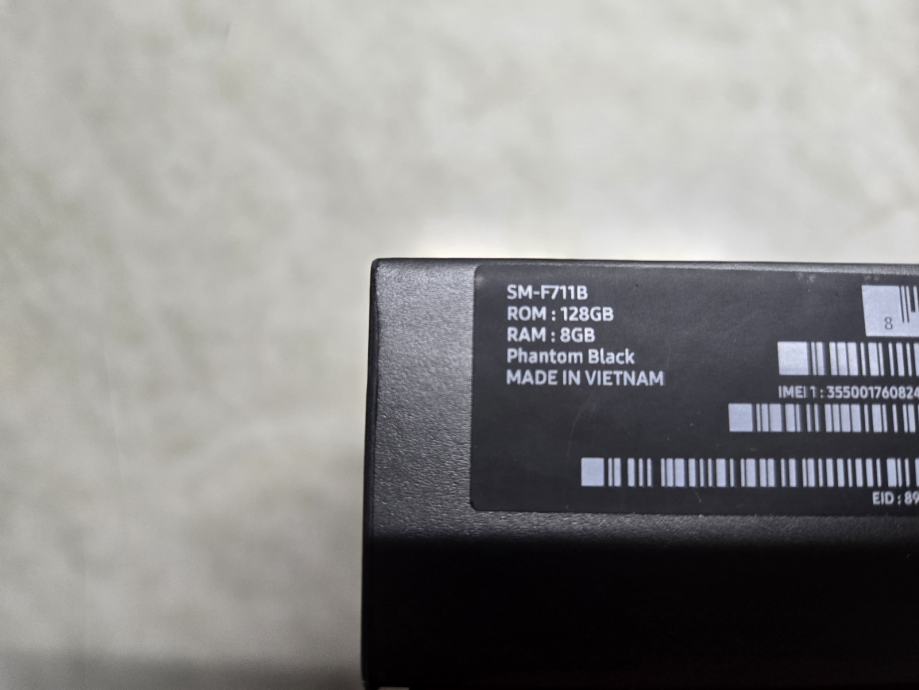 SM-F711B
ROM : 128GB
RAM : 8GB
Phantom Black
MADE IN VIETNAM
8
IMEI 1 : 355001760824
EID : 89